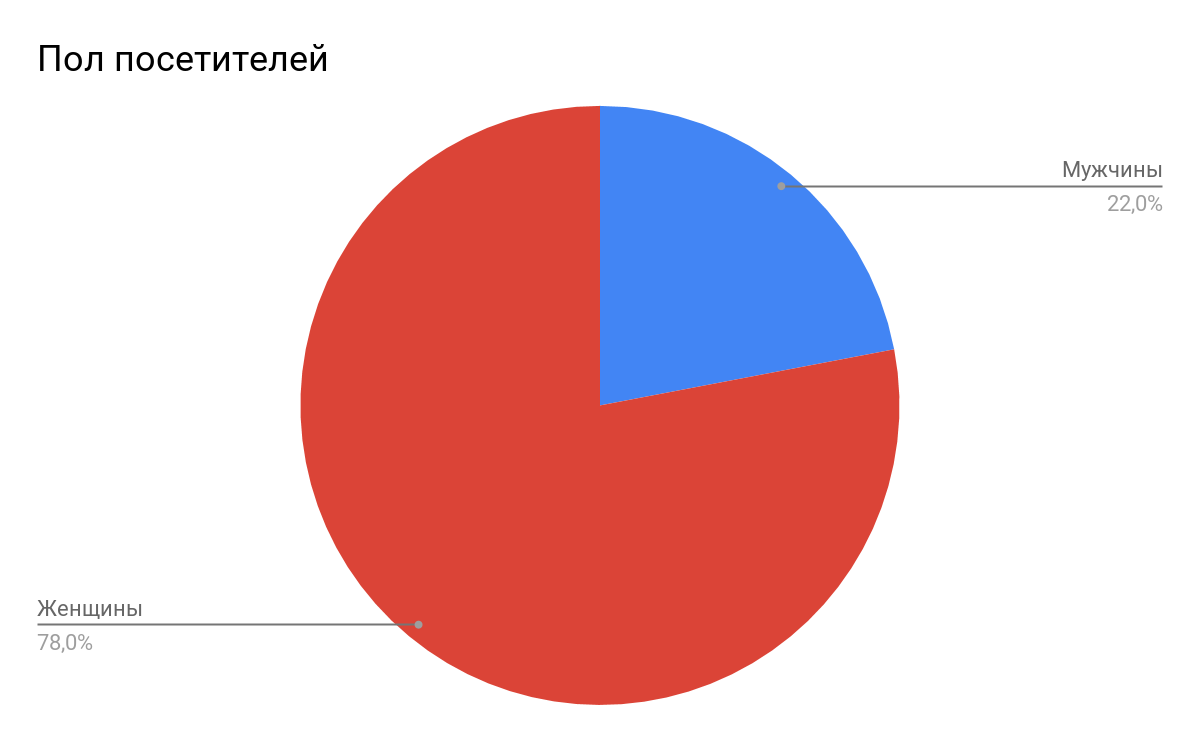 Пол посетителей
Мужчины
22,0%
Женщины
78,0%